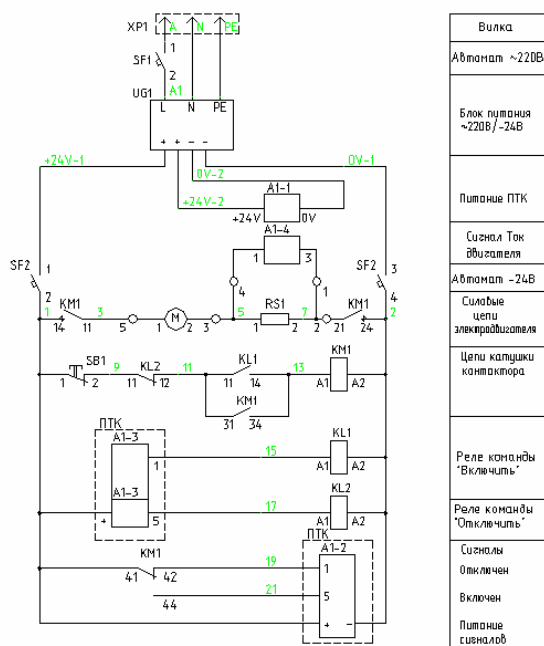 XP1 A N PE
1
SF1
2
A1
UG1
L N PE
+ + − −
+24V-1 0V-1
0V-2
A1-1
+24V 0V
+24V-2
A1-4
1 3
SF2 1 4 1 SF2 3
2 4
1 KM1 3 5 RS1 7 KM1 2
14 11 5 1 M 2 3 1 2 2 21 24
SB1 9 KL2 11 KL1 13 KM1
1 2 11 12 11 14 A1 A2
KM1
31 34
ПТК
A1-3 15 KL1
1 A1 A2
A1-3 17 KL2
+ 5 A1 A2
ПТК
KM1 A1-2
41 42 19 1
44 21 5
+ −
Вилка
Автомат ~220В
Блок питания
~220В/-24В
Питание ПТК
Сигнал Ток
двигателя
Автомат -24В
Силовые
цепи
электродвигателя
Цепи катушки
контактора
Реле команды
"Включить"
Реле команды
"Отключить"
Сигналы
Отключен
Включен
Питание
сигналов